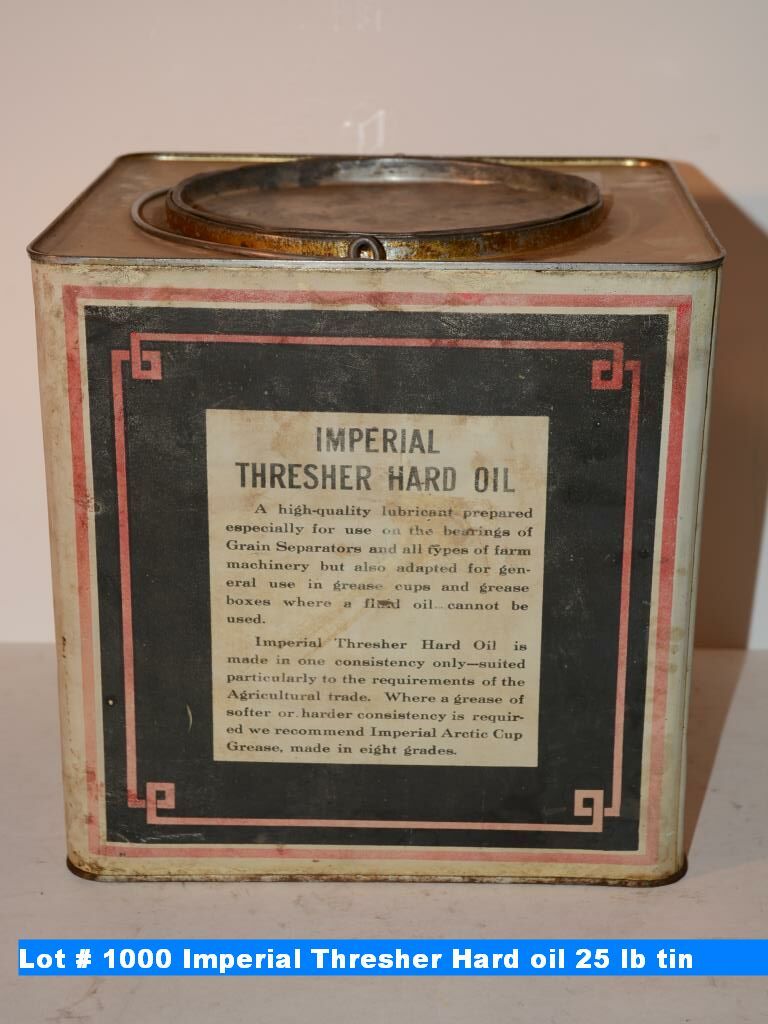 IMPERIAL
THRESHER HARD OIL
A high-quality lubricant prepared
especially for use on the bearings of
Grain Separators and all types of farm
machinery but also adapted for gen-
eral use in grease cups and grease
boxes where a fluid oil cannot be
used.
Imperial Thresher Hard Oil is
made in one consistency only—suited
particularly to the requirements of the
Agricultural trade. Where a grease of
softer or harder consistency is requir-
ed we recommend Imperial Arctic Cup
Grease, made in eight grades.
Lot # 1000 Imperial Thresher Hard oil 25 lb tin